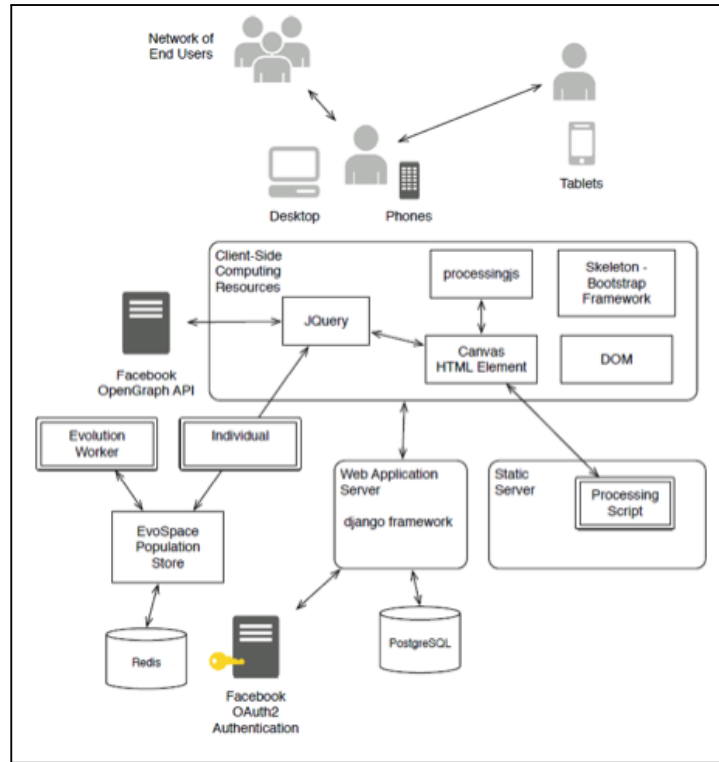 Network of
End Users
Desktop
Phones
Tablets
Client-Side
Computing
Resources
processingjs
Skeleton -
Bootstrap
Framework
JQuery
Canvas
HTML Element
DOM
Facebook
OpenGraph API
Evolution
Worker
Individual
Web Application
Server
django framework
Static
Server
Processing
Script
EvoSpace
Population
Store
Redis
Facebook
OAuth2
Authentication
PostgreSQL